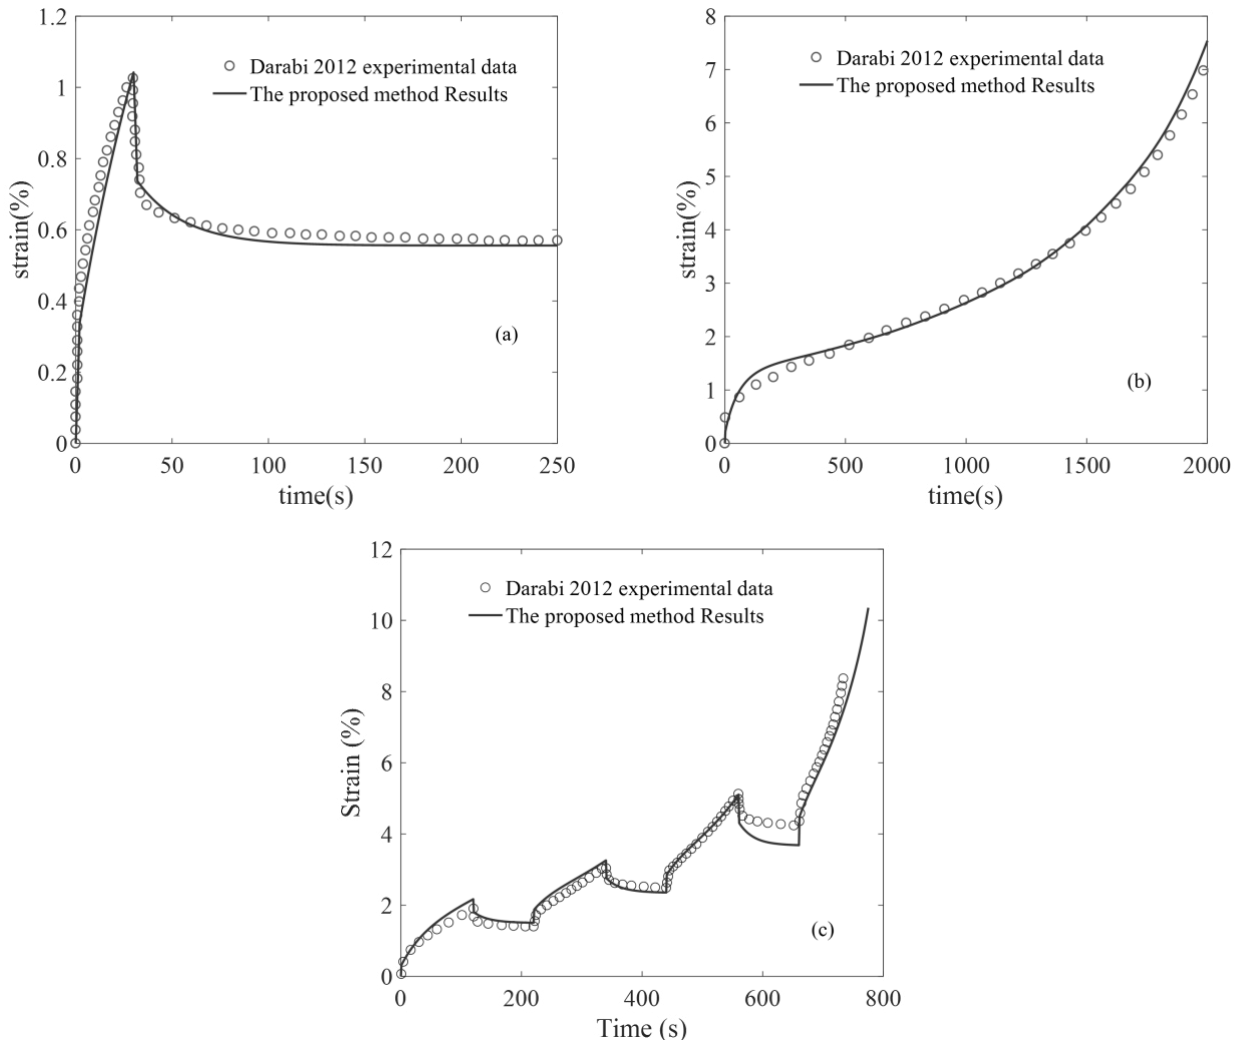 1.2
1
0.8
0.6
0.4
0.2
0
strain(%)
Darabi 2012 experimental data
The proposed method Results
(a)
0 50 100 150 200 250
time(s)
8
7
6
5
4
3
2
1
0
strain(%)
Darabi 2012 experimental data
The proposed method Results
(b)
0 500 1000 1500 2000
time(s)
12
10
8
6
4
2
0
Strain (%)
Darabi 2012 experimental data
The proposed method Results
(c)
0 200 400 600 800
Time (s)